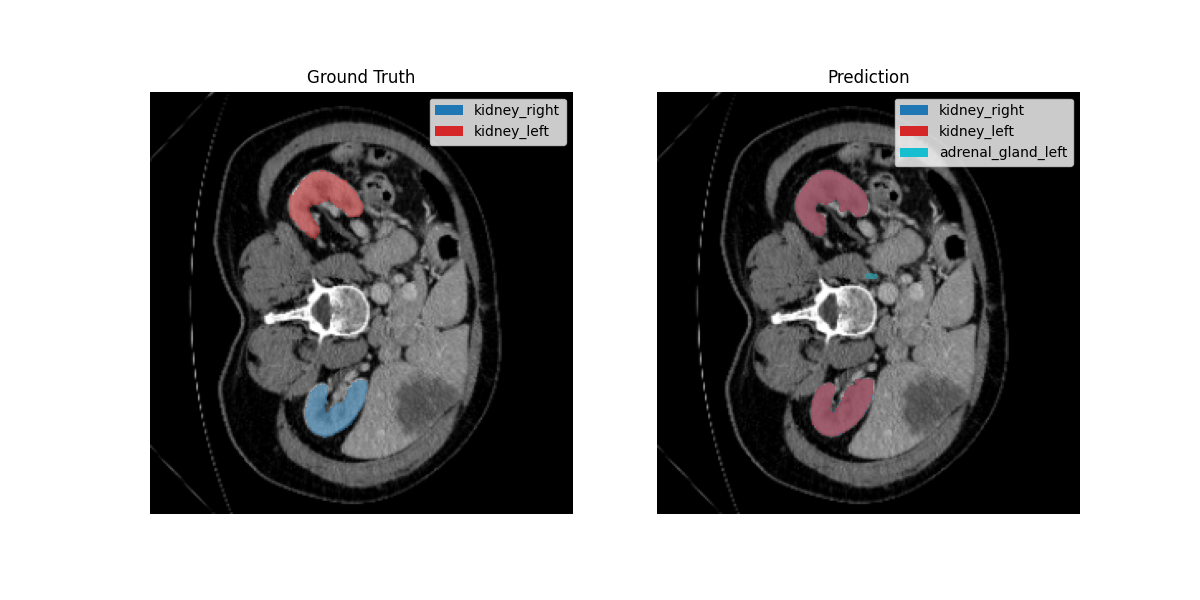 Ground Truth
kidney_right
kidney_left
Prediction
kidney_right
kidney_left
adrenal_gland_left